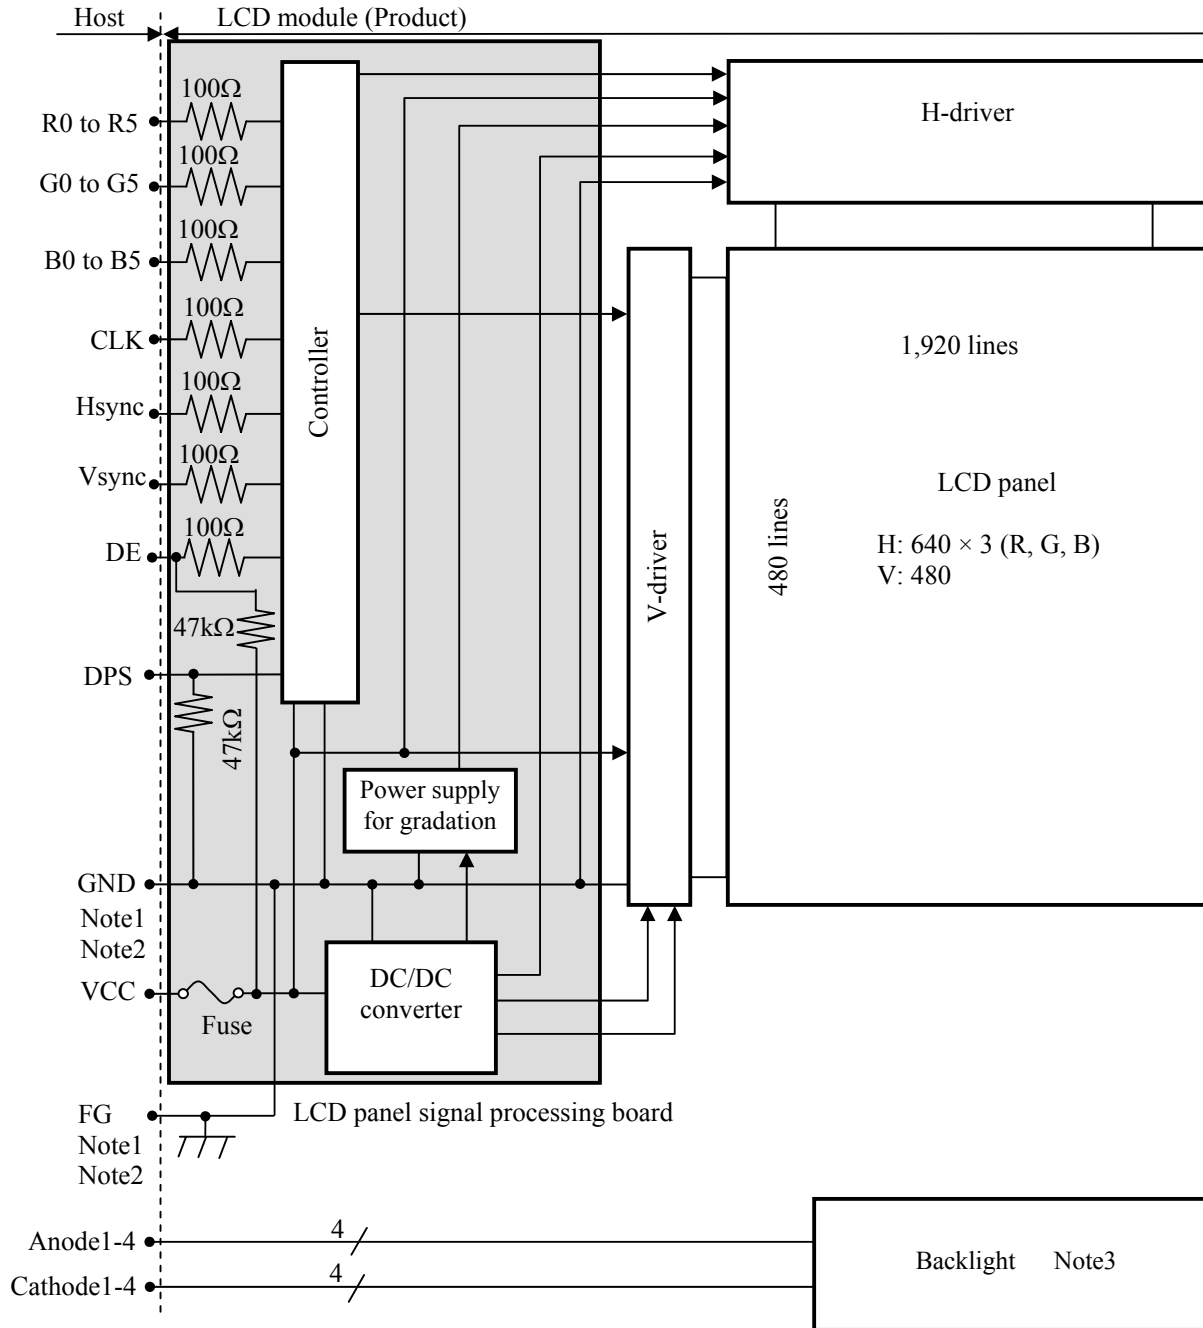 Host
LCD module (Product)
100Ω
R0 to R5
100Ω
G0 to G5
100Ω
B0 to B5
100Ω
CLK
100Ω
Hsync
100Ω
Vsync
100Ω
DE
47kΩ
DPS
47kΩ
Controller
H-driver
V-driver
1,920 lines
480 lines
LCD panel
H: 640 × 3 (R, G, B)
V: 480
Power supply
for gradation
GND
Note1
Note2
VCC
Fuse
DC/DC
converter
FG
Note1
Note2
LCD panel signal processing board
Anode1-4
4
Cathode1-4
4
Backlight Note3